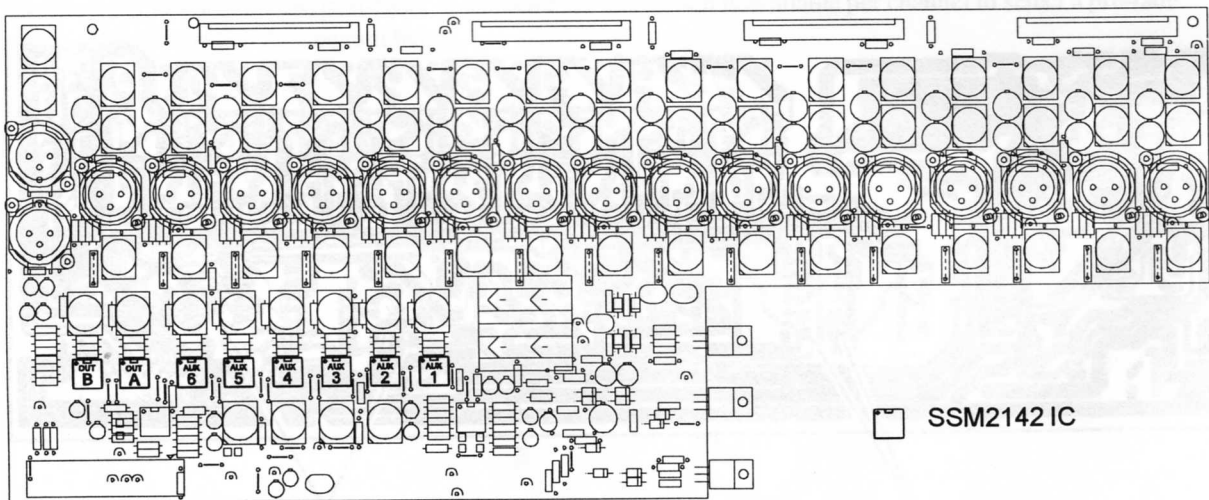 OUT B
OUT A
AUX 6
AUX 5
AUX 4
AUX 3
AUX 2
AUX 1
SSM2142 IC